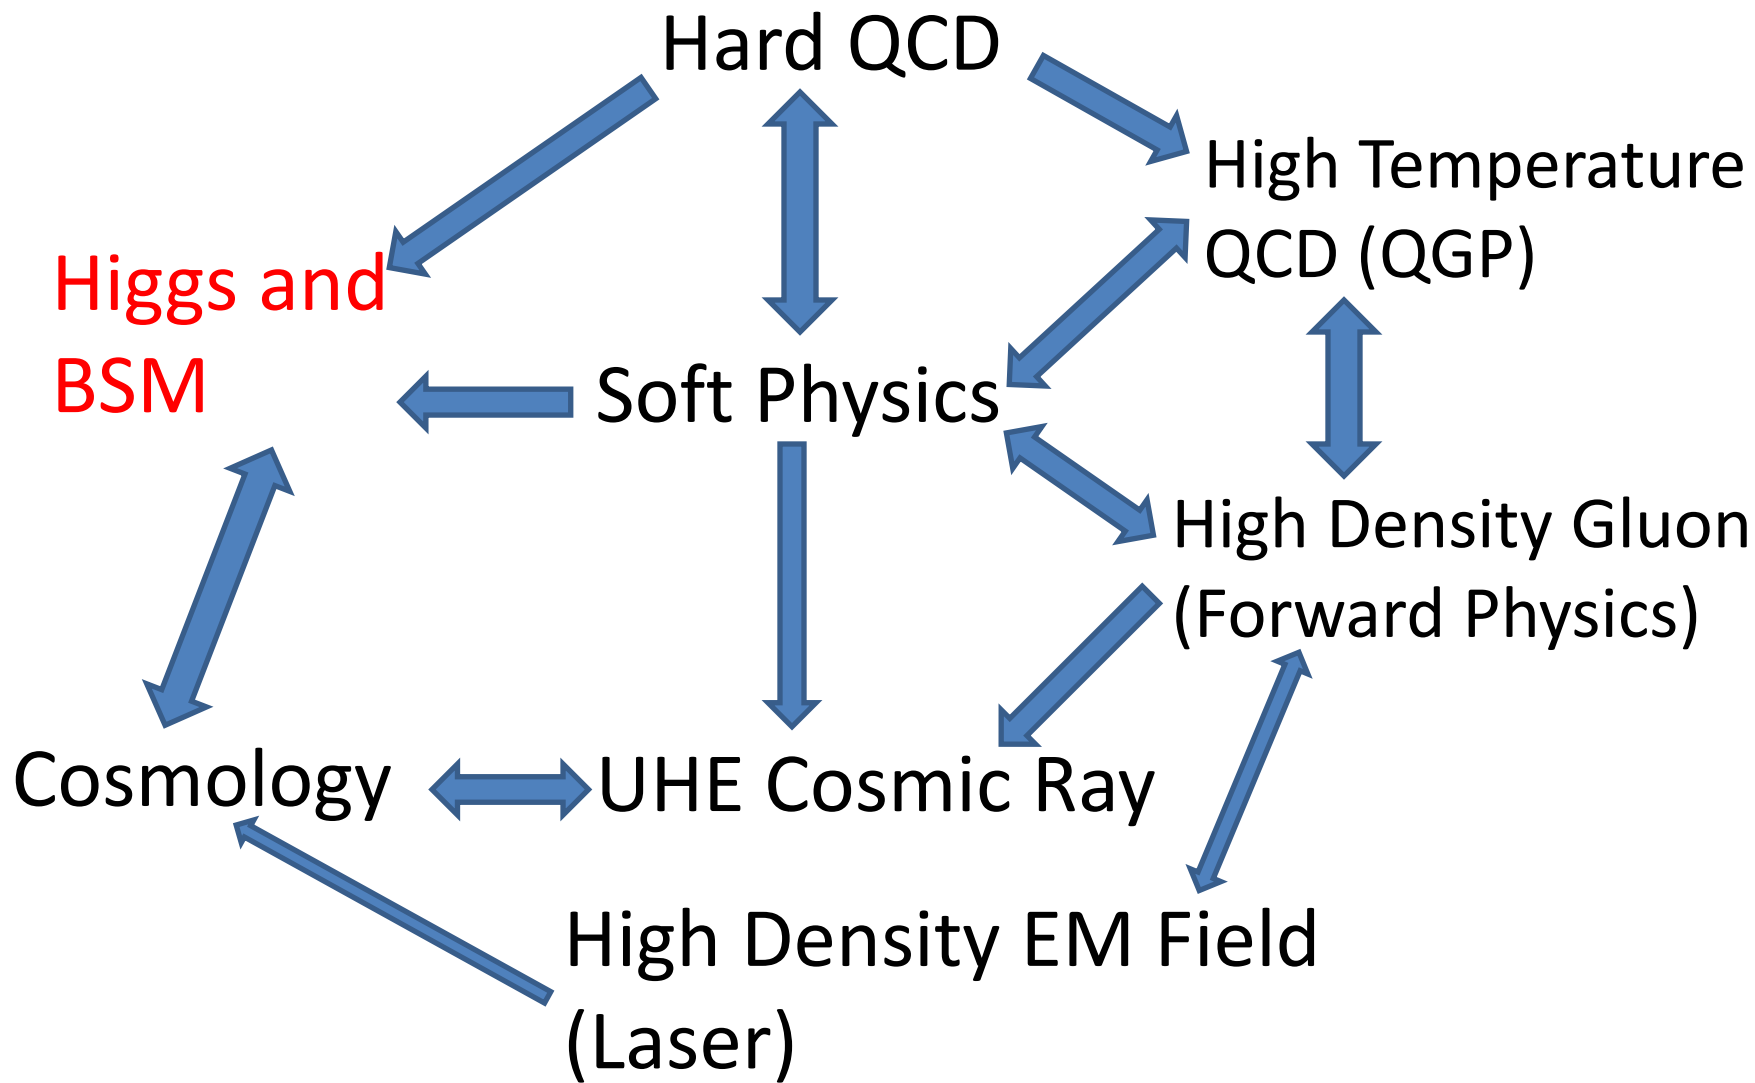 Hard QCD
High Temperature
QCD (QGP)
Higgs and
BSM
Soft Physics
High Density Gluon
(Forward Physics)
Cosmology
UHE Cosmic Ray
High Density EM Field
(Laser)